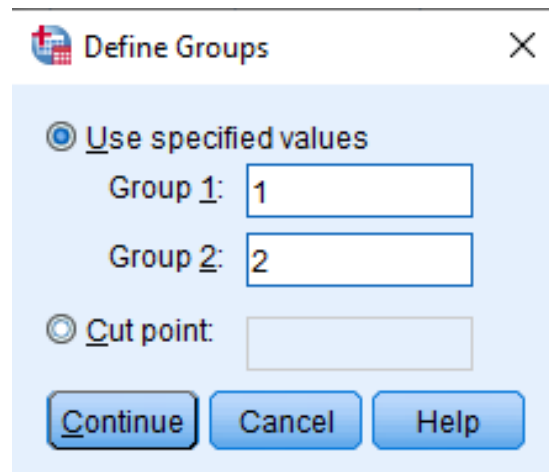 Define Groups
Use specified values
Group 1: 1
Group 2: 2
Cut point:
Continue Cancel Help